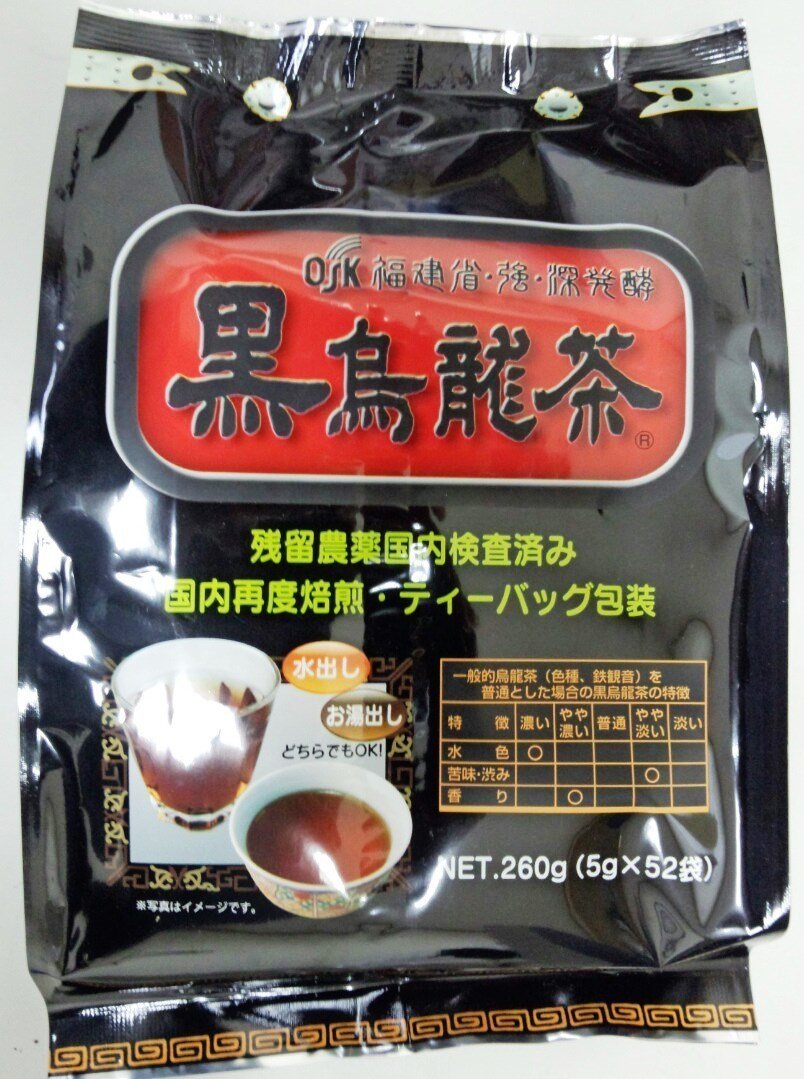 OSK 福建省・強・深発酵
黒烏龍茶®
残留農薬国内検査済み
国内再度焙煎・ティーバッグ包装
水出し
お湯出し
どちらでもOK!
一般的烏龍茶（色種、鉄観音）を
普通とした場合の黒烏龍茶の特徴
特 徴 濃い やや濃い 普通 やや淡い 淡い
水 色 ○
苦味・渋み ○
香 り ○
NET.260g（5g×52袋）
※写真はイメージです。